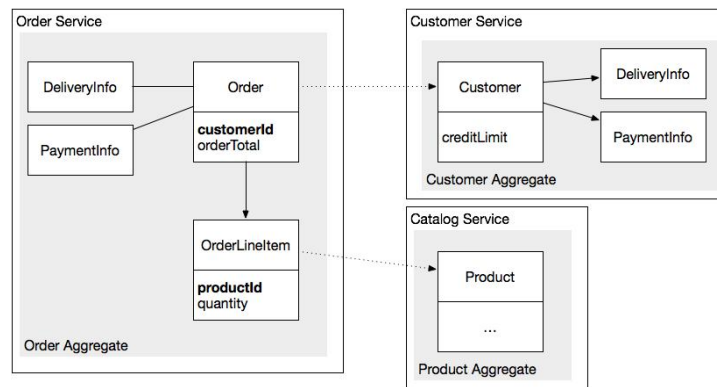 Order Service
DeliveryInfo
Order
PaymentInfo
customerId
orderTotal
OrderLineItem
productId
quantity
Order Aggregate
Customer Service
Customer
DeliveryInfo
creditLimit
PaymentInfo
Customer Aggregate
Catalog Service
Product
...
Product Aggregate